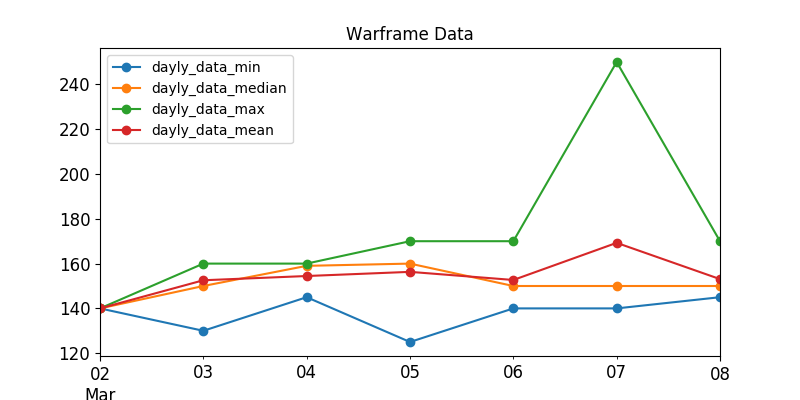 Warframe Data
dayly_data_min
dayly_data_median
dayly_data_max
dayly_data_mean
240
220
200
180
160
140
120
02 03 04 05 06 07 08
Mar